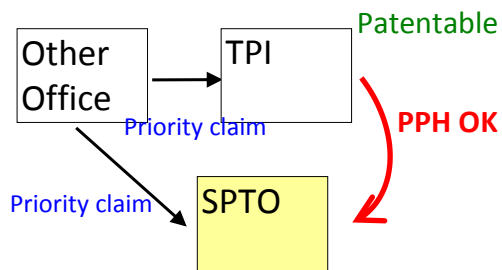 Patentable
Other
Office
TPI
Priority claim
PPH OK
Priority claim
SPTO